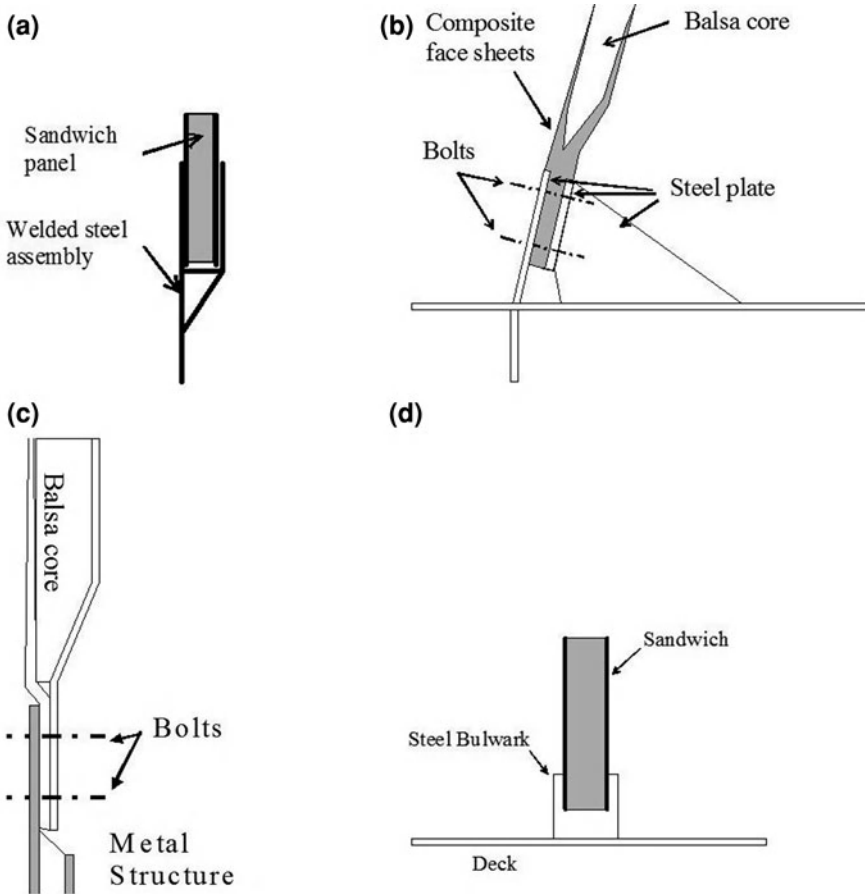 (a)
Sandwich
panel
Welded steel
assembly
(b)
Composite
face sheets
Balsa core
Bolts
Steel plate
(c)
Balsa core
Bolts
Metal
Structure
(d)
Sandwich
Steel Bulwark
Deck